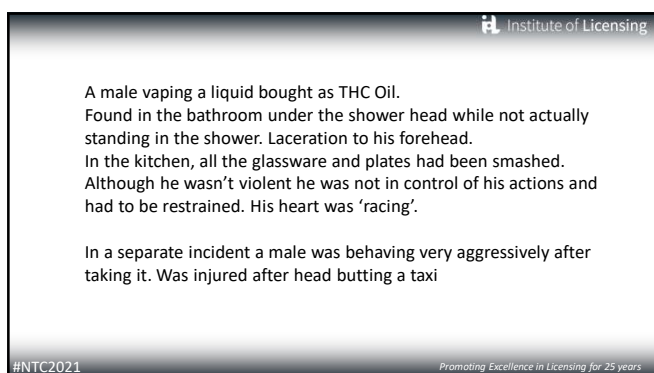 Institute of Licensing
A male vaping a liquid bought as THC Oil.
Found in the bathroom under the shower head while not actually
standing in the shower. Laceration to his forehead.
In the kitchen, all the glassware and plates had been smashed.
Although he wasn’t violent he was not in control of his actions and
had to be restrained. His heart was ‘racing’.
In a separate incident a male was behaving very aggressively after
taking it. Was injured after head butting a taxi
#NTC2021
Promoting Excellence in Licensing for 25 years